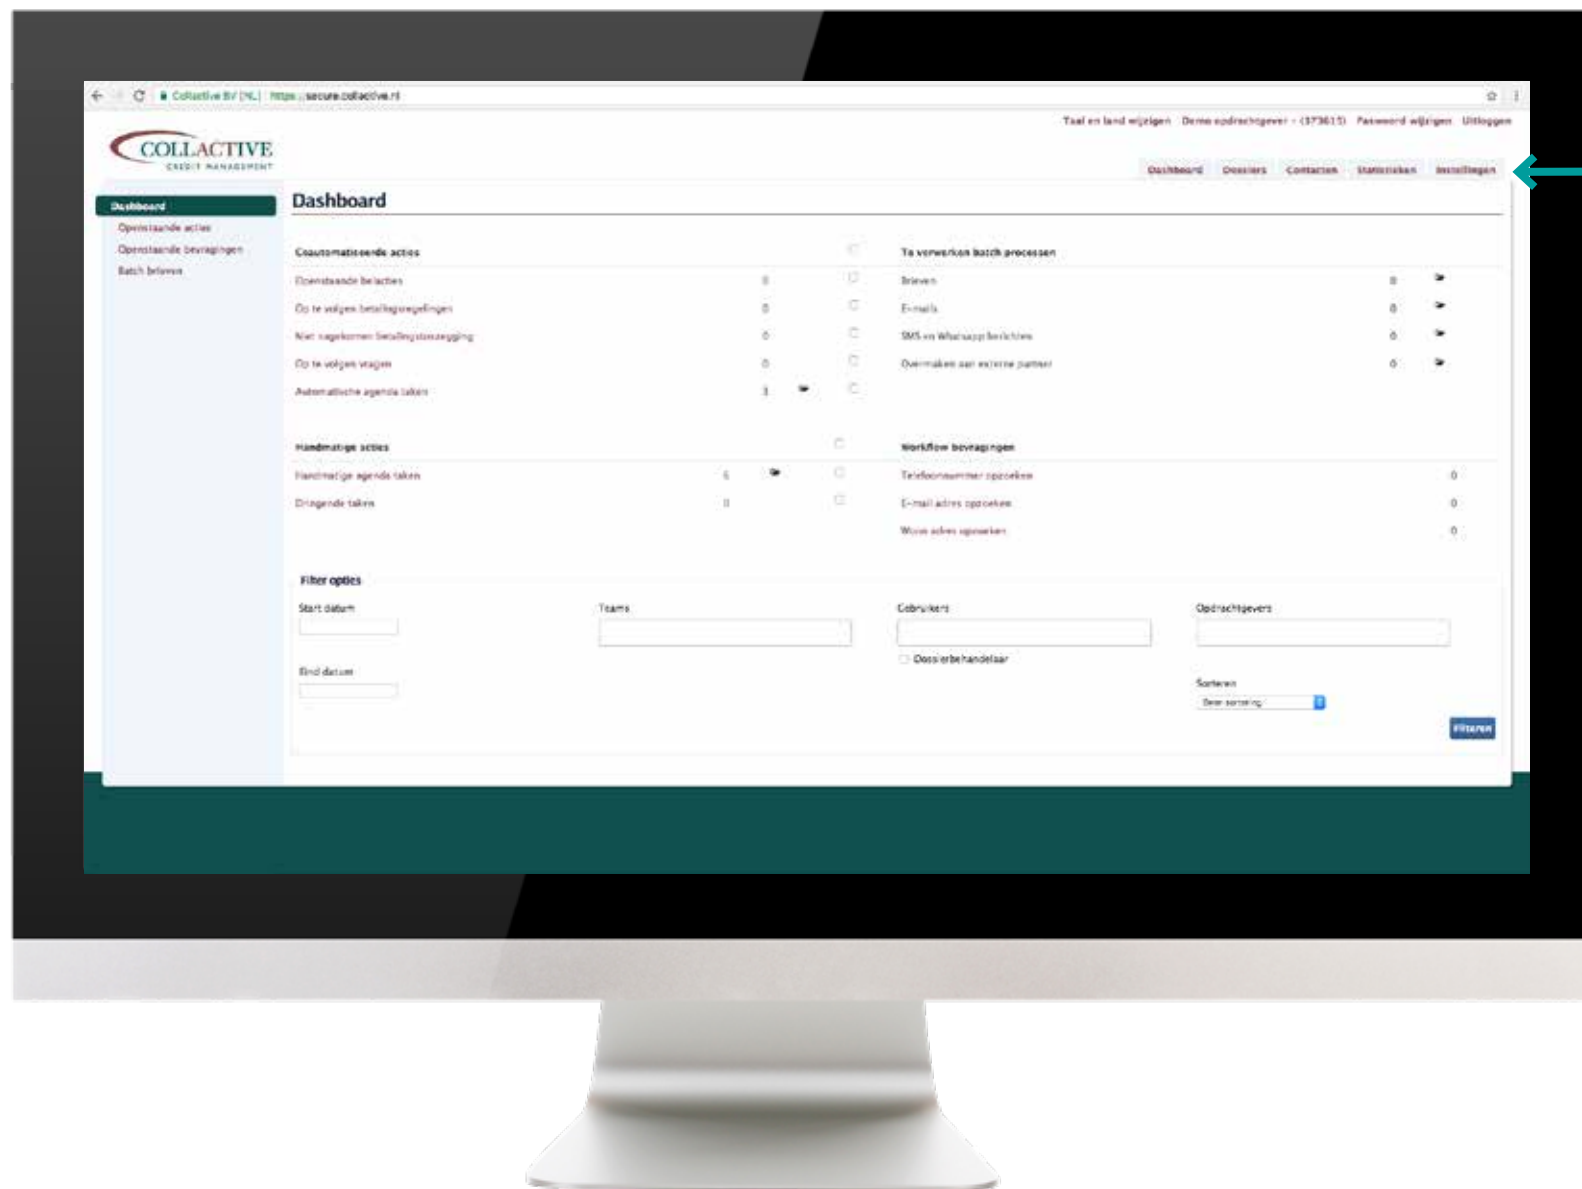 Collactive BV [NL] https://secure.collactive.nl
Taal en land wijzigen Demo opdrachtgever - (373615) Password wijzigen Uitloggen
COLLACTIVE
CREDIT MANAGEMENT
Dashboard Dossiers Contacten Statistieken Instellingen
Dashboard
Openstaande acties
Openstaande bevragingen
Batch brieven
Dashboard
Geautomatiseerde acties
Openstaande belacties 0
Op te volgen betalingsregelingen 0
Niet nagekomen betalingstoezegging 0
Op te volgen vragen 0
Automatische agenda taken 3
Te verwerken batch processen
Brieven 0
E-mails 0
SMS en Whatsapp berichten 0
Overmaken aan externe partner 0
Handmatige acties
Handmatige agenda taken 6
Dringende taken 0
Workflow bevragingen
Telefoonnummer opzoeken 0
E-mail adres opzoeken 0
Woon adres opzoeken 0
Filter opties
Start datum
Teams
Gebruikers
Opdrachtgevers
Dossierbehandelaar
Eind datum
Sorteren
Geen sortering
Filteren